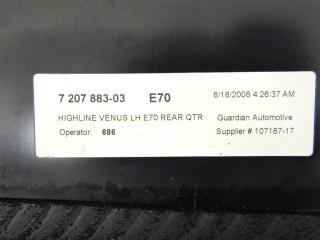 7 207 883-03 E70 8/18/2008 4:26:37 AM
HIGHLINE VENUS LH E70 REAR QTR Guardian Automotive
Operator: 686 Supplier # 107187-17